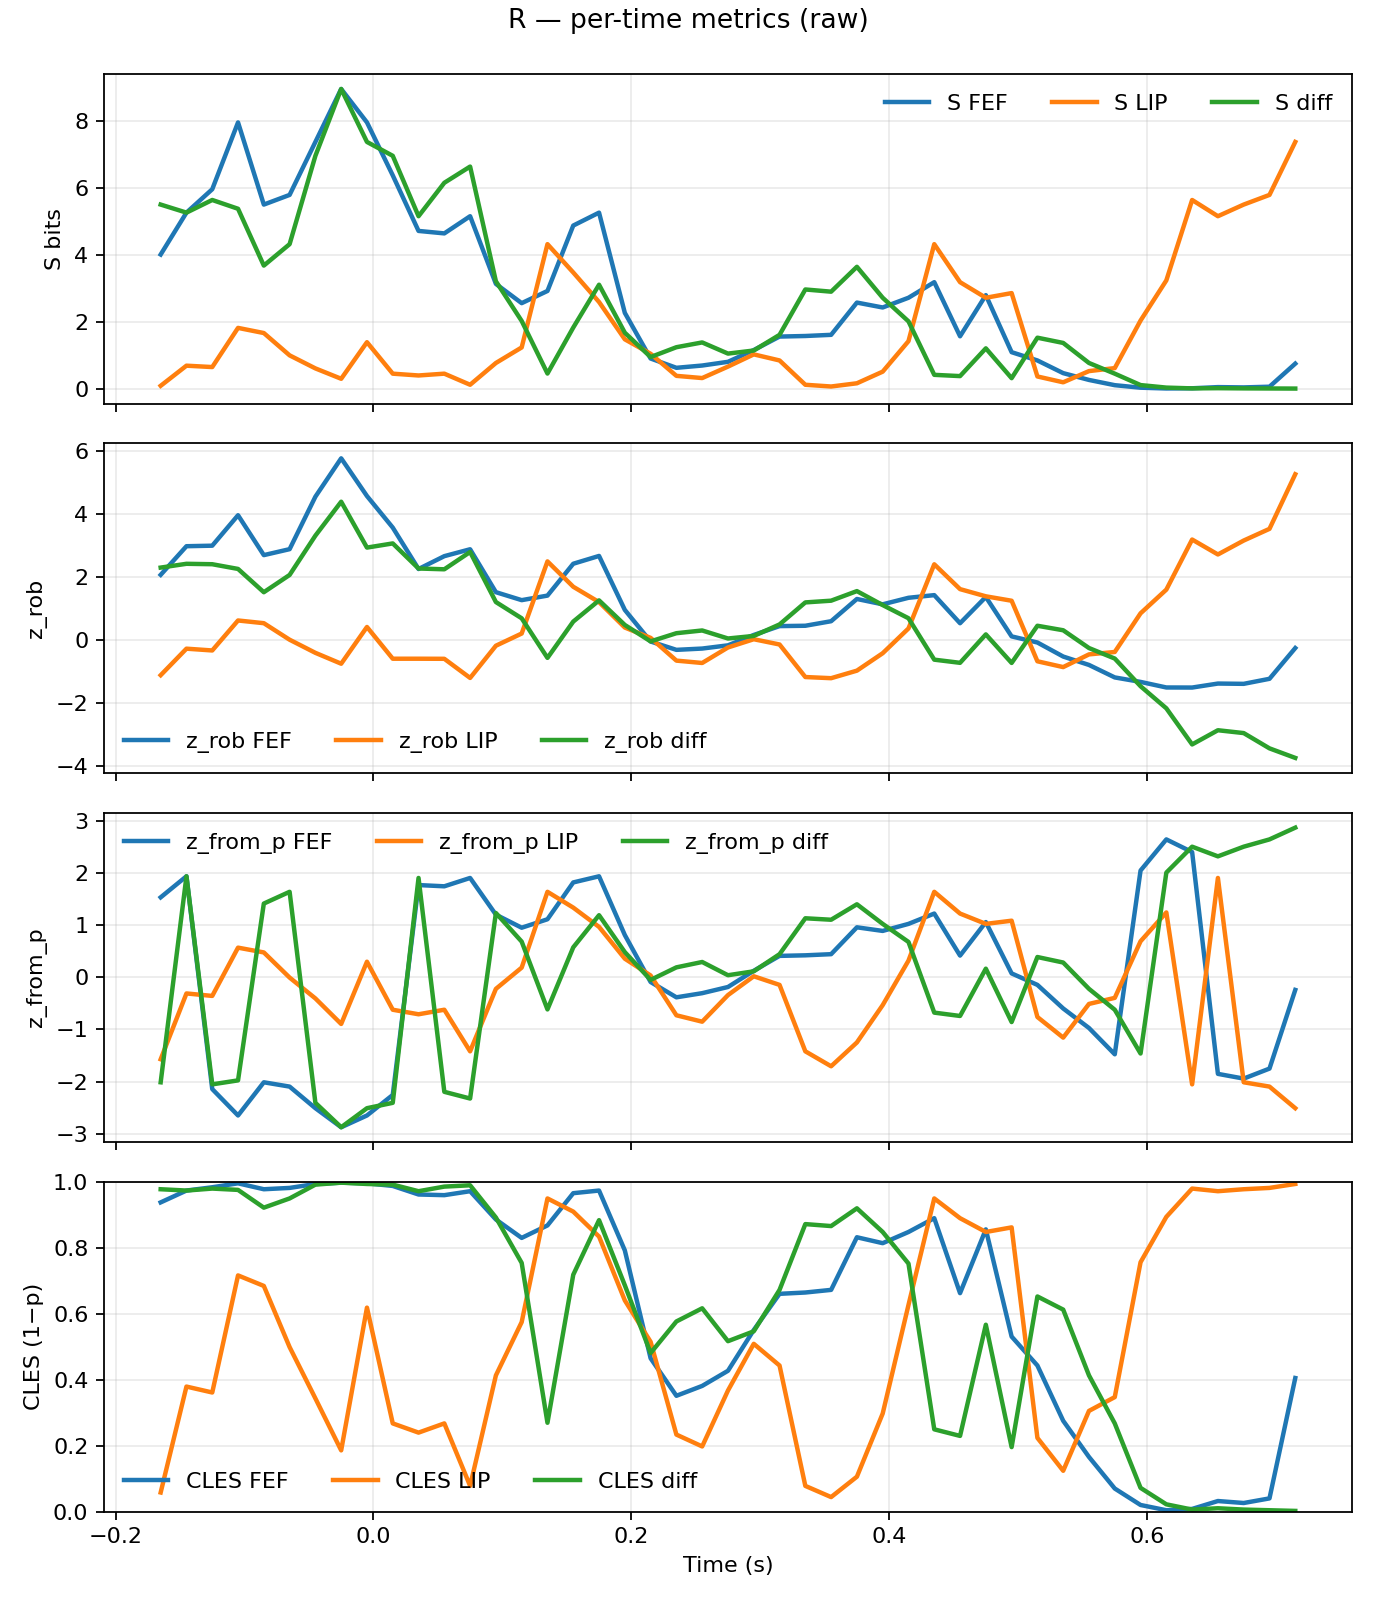 R — per-time metrics (raw)
S FEF S LIP S diff
8
6
4
2
0
S bits
6
4
2
0
−2
−4
z_rob
z_rob FEF z_rob LIP z_rob diff
3
2
1
0
−1
−2
−3
z_from_p
z_from_p FEF z_from_p LIP z_from_p diff
1.0
0.8
0.6
0.4
0.2
0.0
CLES (1−p)
CLES FEF CLES LIP CLES diff
−0.2 0.0 0.2 0.4 0.6
Time (s)